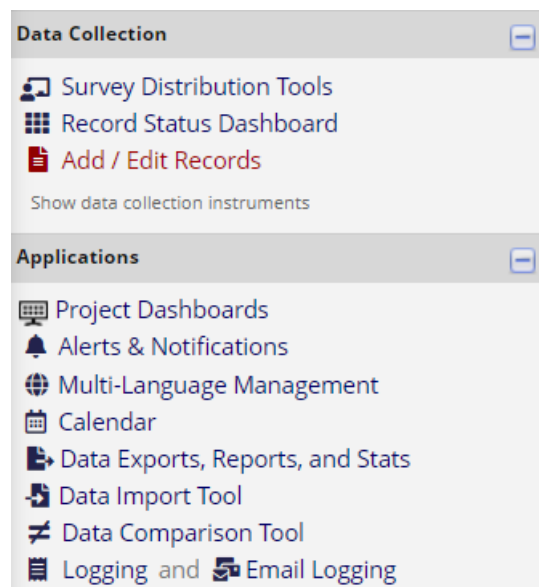 Data Collection
Survey Distribution Tools
Record Status Dashboard
Add / Edit Records
Show data collection instruments
Applications
Project Dashboards
Alerts & Notifications
Multi-Language Management
Calendar
Data Exports, Reports, and Stats
Data Import Tool
Data Comparison Tool
Logging and Email Logging